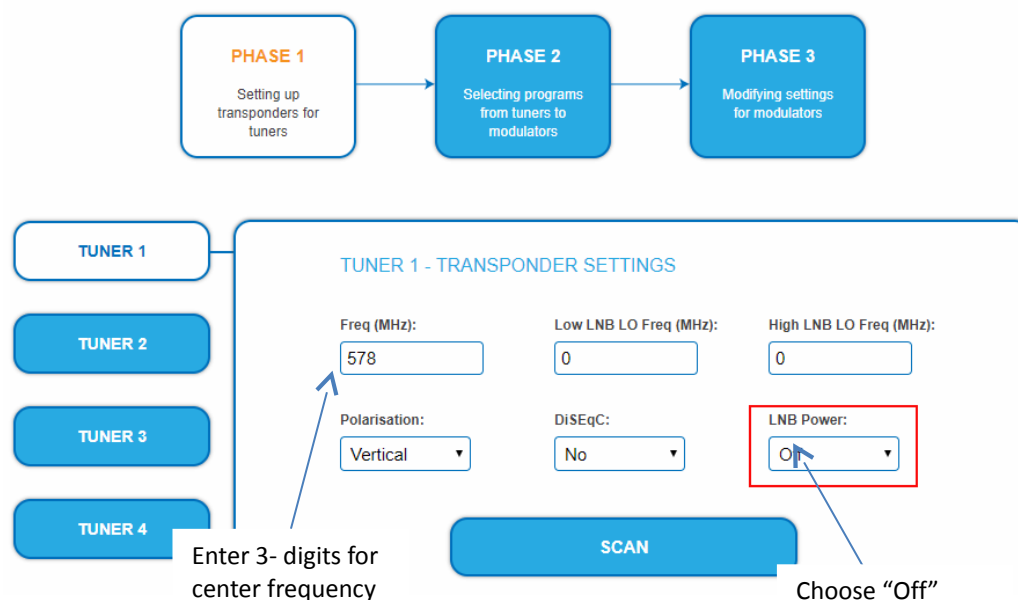 PHASE 1
Setting up
transponders for
tuners
PHASE 2
Selecting programs
from tuners to
modulators
PHASE 3
Modifying settings
for modulators
TUNER 1
TUNER 2
TUNER 3
TUNER 4
TUNER 1 - TRANSPONDER SETTINGS
Freq (MHz): Low LNB LO Freq (MHz): High LNB LO Freq (MHz):
578 0 0
Polarisation: DiSEqC: LNB Power:
Vertical No
SCAN
Enter 3- digits for
center frequency
Choose “Off”